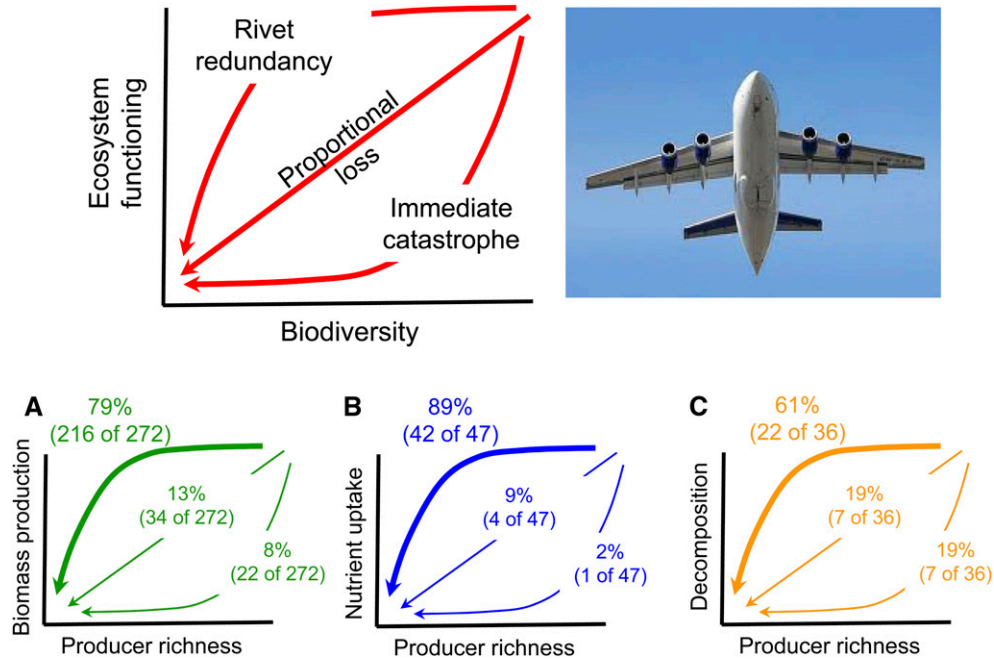 Rivet
redundancy
Ecosystem
functioning
Proportional
loss
Immediate
catastrophe
Biodiversity
A
79%
(216 of 272)
13%
(34 of 272)
8%
(22 of 272)
Biomass production
Producer richness
B
89%
(42 of 47)
9%
(4 of 47)
2%
(1 of 47)
Nutrient uptake
Producer richness
C
61%
(22 of 36)
19%
(7 of 36)
19%
(7 of 36)
Decomposition
Producer richness